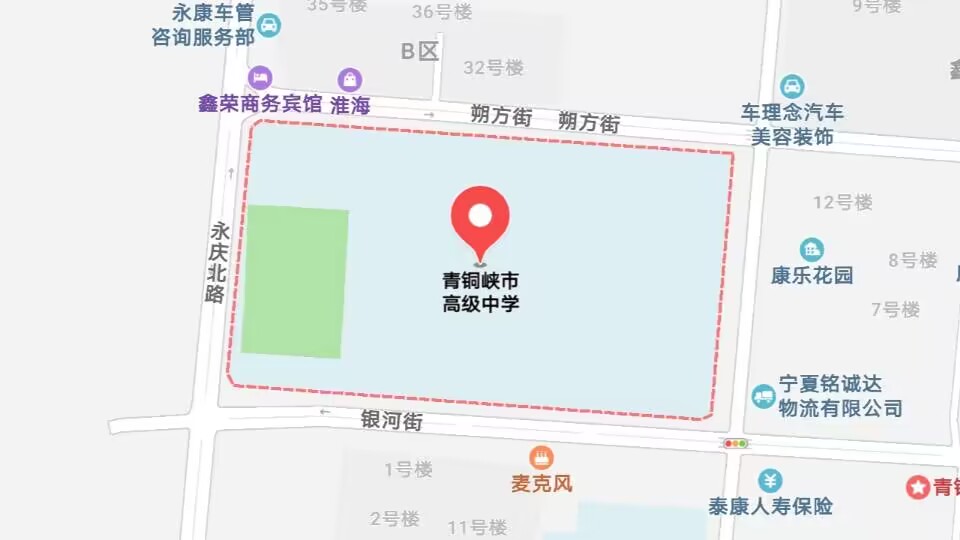 35号楼
36号楼
9号楼
永康车管
咨询服务部
B区
32号楼
鑫荣商务宾馆
淮海
朔方街
朔方街
车理念汽车
美容装饰
12号楼
永庆北路
青铜峡市
高级中学
康乐花园
8号楼
7号楼
宁夏铭诚达
物流有限公司
银河街
1号楼
麦克风
泰康人寿保险
2号楼
11号楼